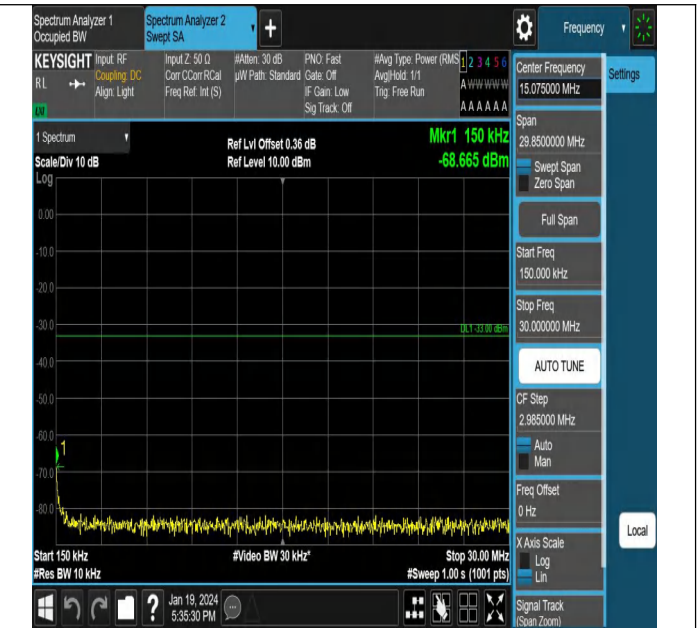 Spectrum Analyzer 1
Occupied BW
Spectrum Analyzer 2
Swept SA
Frequency
KEYSIGHT
RL
Input: RF
Coupling: DC
Align: Light
Input Z: 50 Ω
Corr CCorr RCal
Freq Ref: Int (S)
#Atten: 30 dB
µW Path: Standard
PNO: Fast
Gate: Off
IF Gain: Low
Sig Track: Off
#Avg Type: Power (RMS
Avg|Hold: 1/1
Trig: Free Run
1 2 3 4 5 6
A W W W W W
A A A A A A
1 Spectrum
Scale/Div 10 dB
Ref Lvl Offset 0.36 dB
Ref Level 10.00 dBm
Mkr1 150 kHz
-68.665 dBm
Log
0.00
-10.0
-20.0
-30.0
DL1 -33.00 dBm
-40.0
-50.0
-60.0
1
-70.0
-80.0
Start 150 kHz
#Video BW 30 kHz*
Stop 30.00 MHz
#Res BW 10 kHz
#Sweep 1.00 s (1001 pts)
Jan 19, 2024
5:35:30 PM
Center Frequency
15.075000 MHz
Settings
Span
29.8500000 MHz
Swept Span
Zero Span
Full Span
Start Freq
150.000 kHz
Stop Freq
30.000000 MHz
AUTO TUNE
CF Step
2.985000 MHz
Auto
Man
Freq Offset
0 Hz
X Axis Scale
Log
Lin
Local
Signal Track
(Span Zoom)